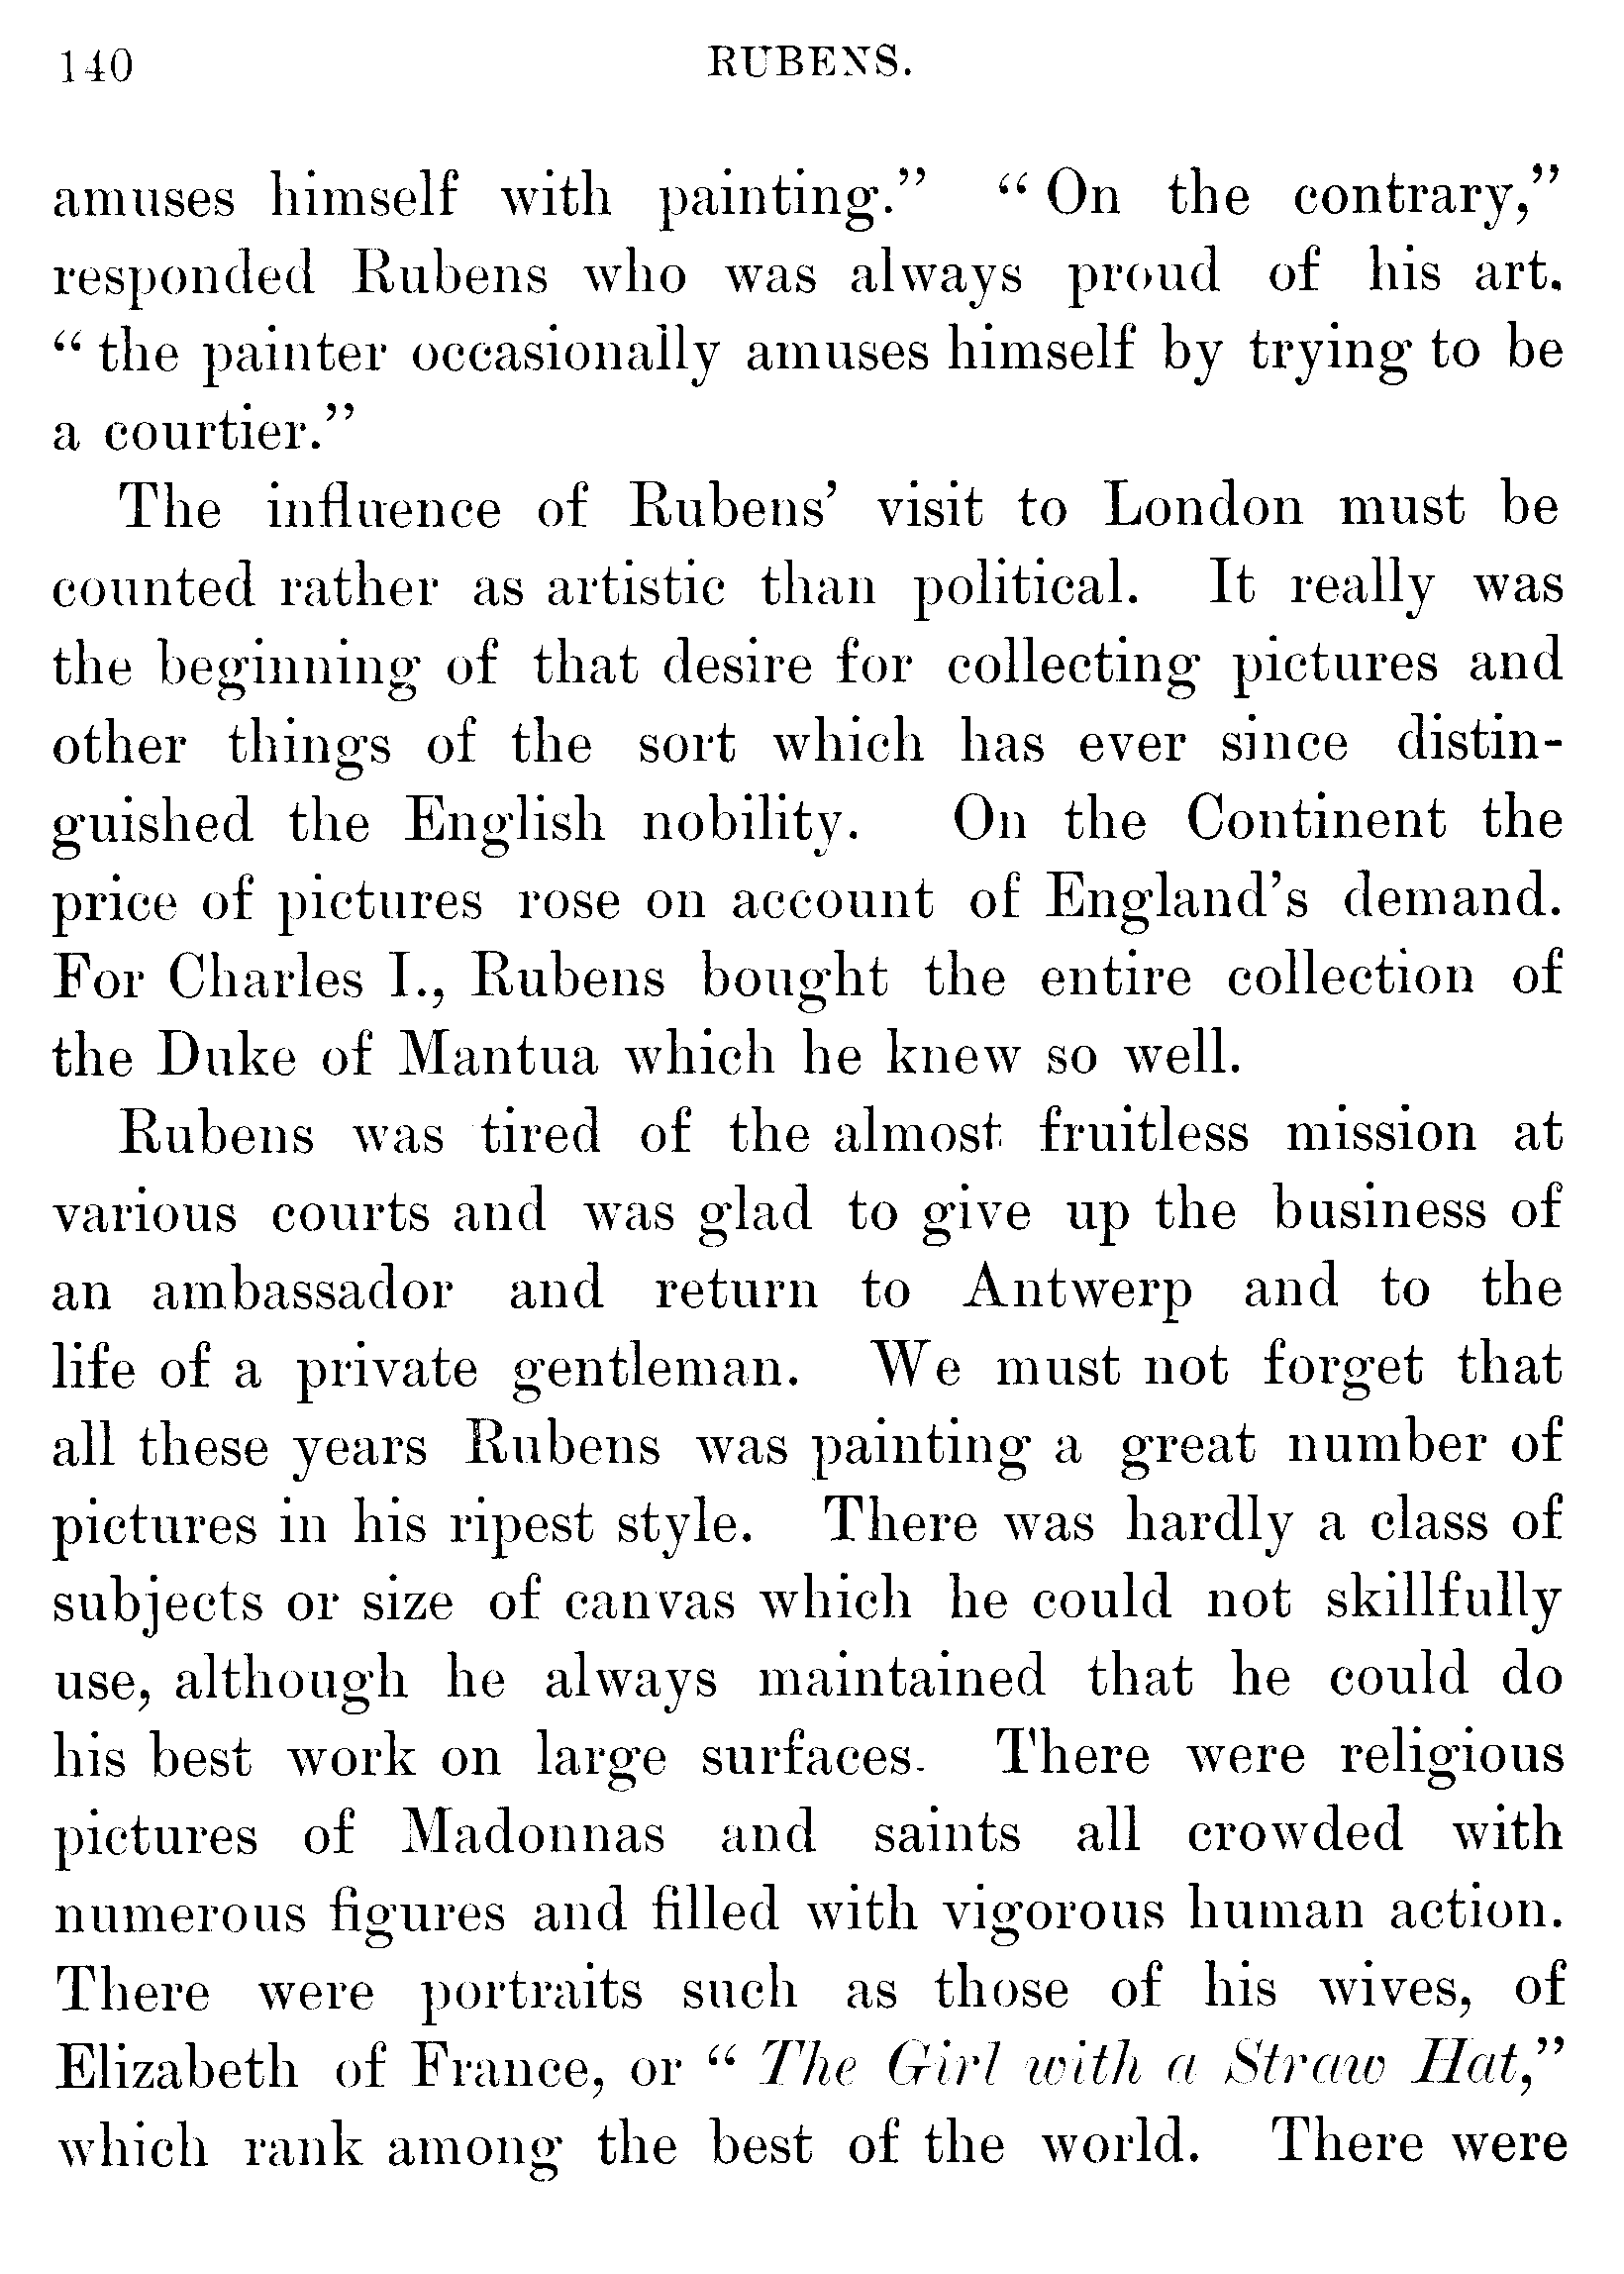 140 RUBENS.
amuses himself with painting." "On the contrary,"
responded Rubens who was always proud of his art.
"the painter occasionally amuses himself by trying to be
a courtier."
The influence of Rubens' visit to London must be
counted rather as artistic than political. It really was
the beginning of that desire for collecting pictures and
other things of the sort which has ever since distin-
guished the English nobility. On the Continent the
price of pictures rose on account of England's demand.
For Charles I., Rubens bought the entire collection of
the Duke of Mantua which he knew so well.
Rubens was tired of the almost fruitless mission at
various courts and was glad to give up the business of
an ambassador and return to Antwerp and to the
life of a private gentleman. We must not forget that
all these years Rubens was painting a great number of
pictures in his ripest style. There was hardly a class of
subjects or size of canvas which he could not skillfully
use, although he always maintained that he could do
his best work on large surfaces. There were religious
pictures of Madonnas and saints all crowded with
numerous figures and filled with vigorous human action.
There were portraits such as those of his wives, of
Elizabeth of France, or "The Girl with a Straw Hat,"
which rank among the best of the world. There were